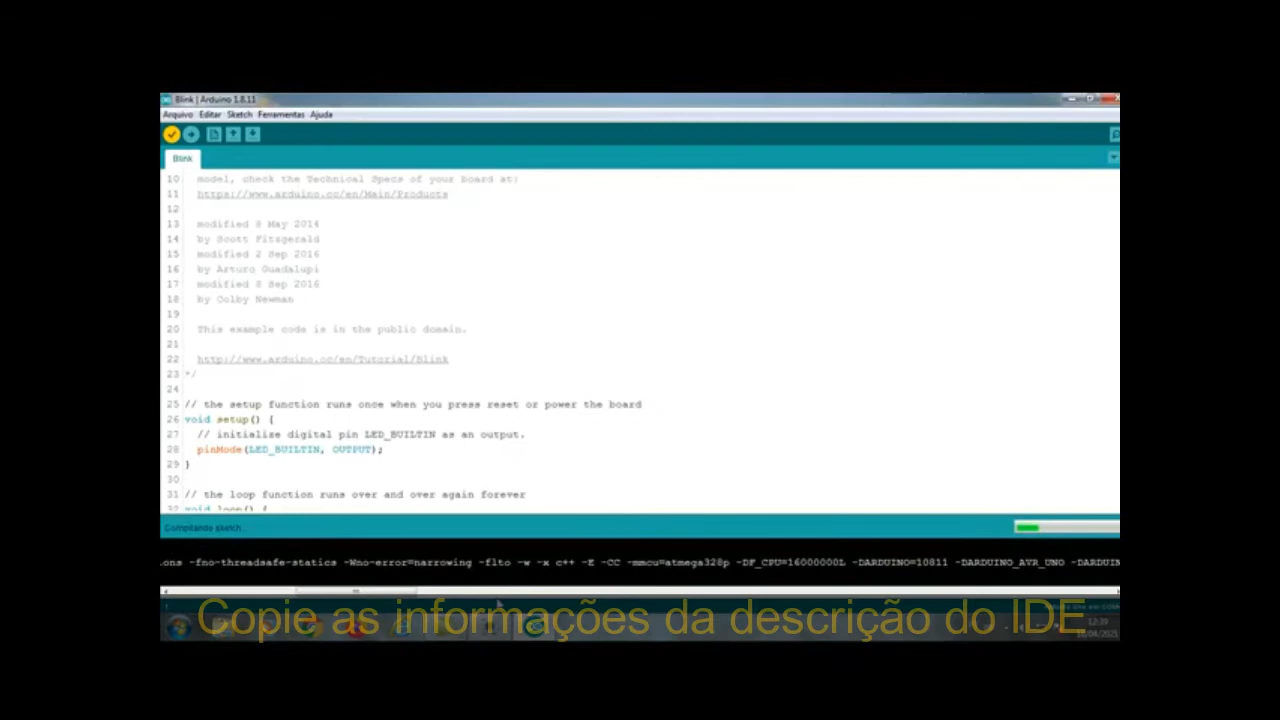 Blink | Arduino 1.8.11
Arquivo Editar Sketch Ferramentas Ajuda
Blink
10 model, check the Technical Specs of your board at:
11 https://www.arduino.cc/en/Main/Products
12
13 modified 8 May 2014
14 by Scott Fitzgerald
15 modified 2 Sep 2016
16 by Arturo Guadalupi
17 modified 8 Sep 2016
18 by Colby Newman
19
20 This example code is in the public domain.
21
22 http://www.arduino.cc/en/Tutorial/Blink
23 */
24
25 // the setup function runs once when you press reset or power the board
26 void setup() {
27 // initialize digital pin LED_BUILTIN as an output.
28 pinMode(LED_BUILTIN, OUTPUT);
29 }
30
31 // the loop function runs over and over again forever
32 void loop() {
Compilando sketch...
ons -fno-threadsafe-statics -Wno-error=narrowing -flto -w -x c++ -E -CC -mmcu=atmega328p -DF_CPU=16000000L -DARDUINO=10811 -DARDUINO_AVR_UNO -DARDUIN
Copie as informações da descrição do IDE
12:39